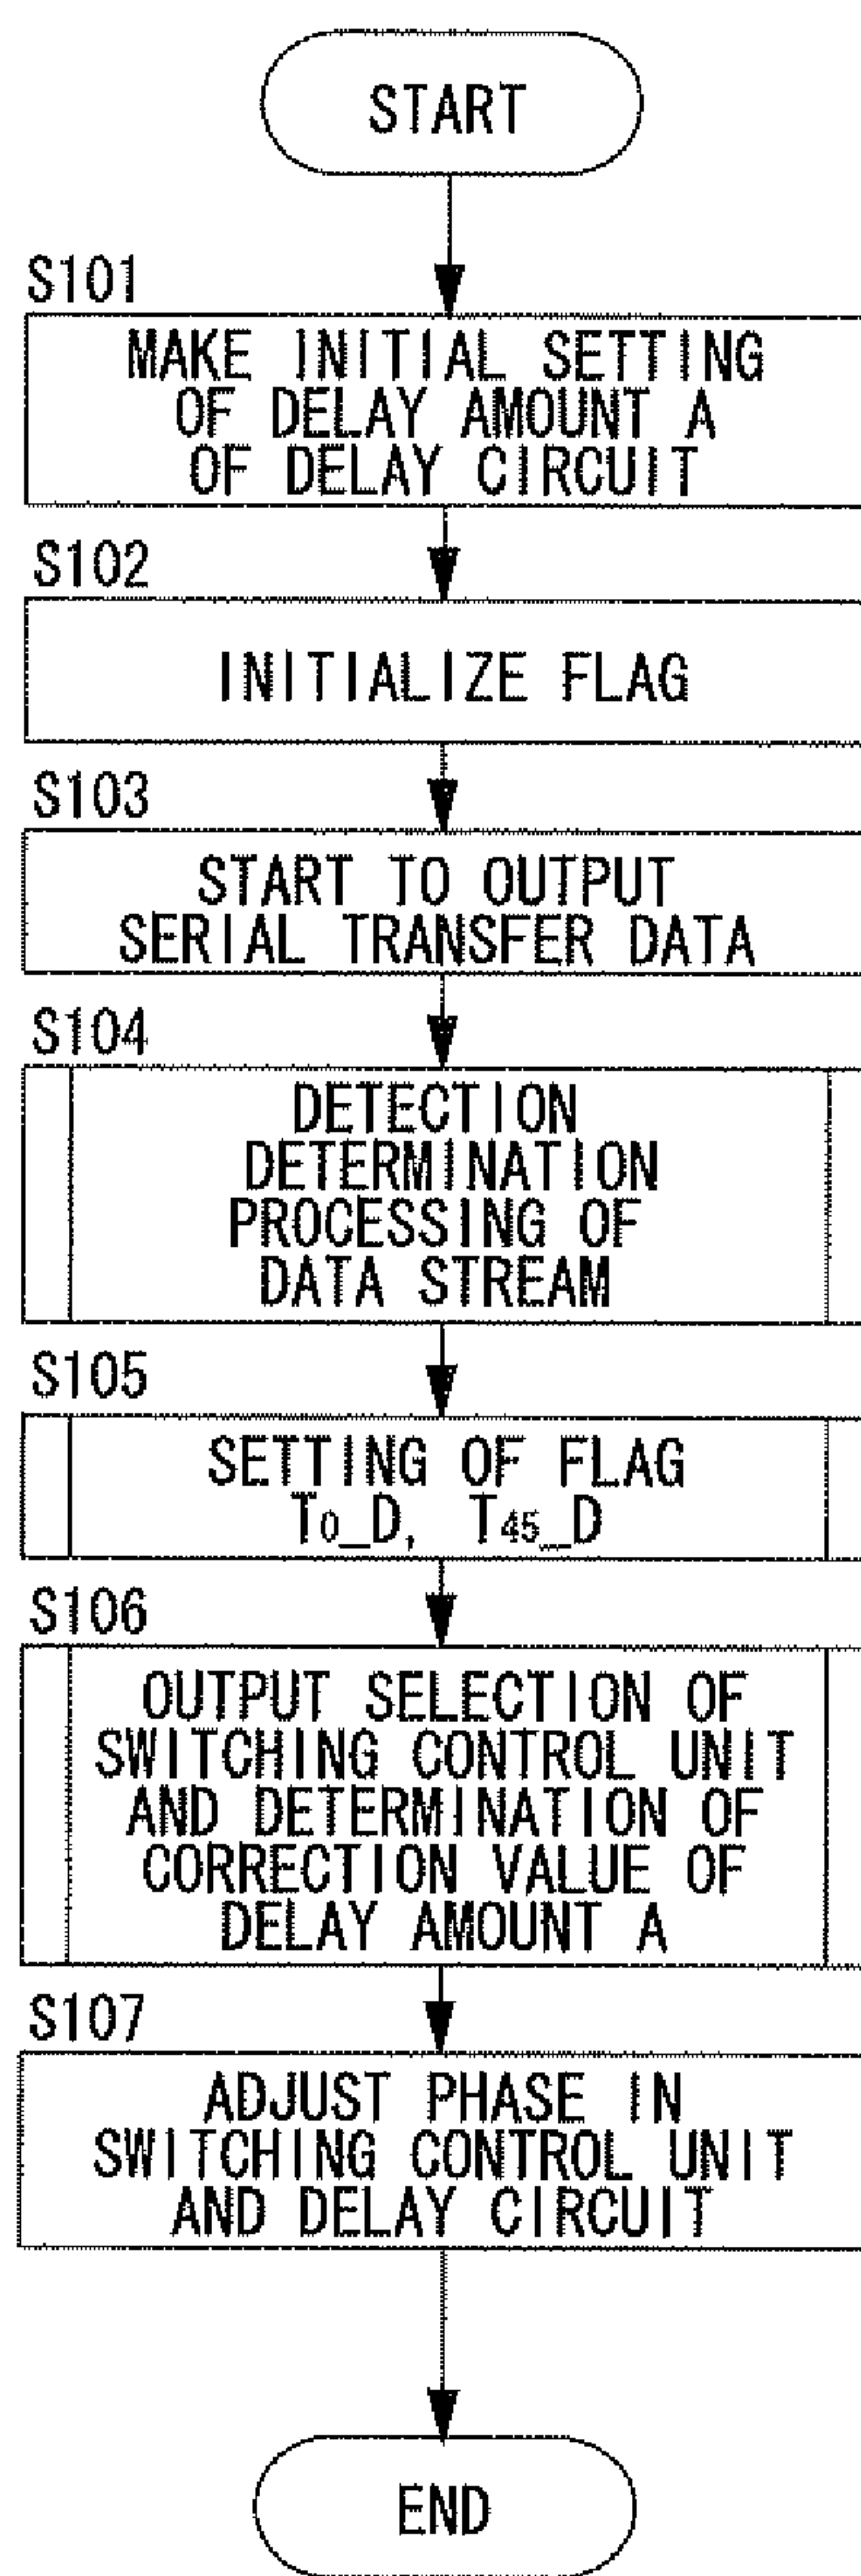 START
S101
MAKE INITIAL SETTING
OF DELAY AMOUNT A
OF DELAY CIRCUIT
S102
INITIALIZE FLAG
S103
START TO OUTPUT
SERIAL TRANSFER DATA
S104
DETECTION
DETERMINATION
PROCESSING OF
DATA STREAM
S105
SETTING OF FLAG
T0_D, T45_D
S106
OUTPUT SELECTION OF
SWITCHING CONTROL UNIT
AND DETERMINATION OF
CORRECTION VALUE OF
DELAY AMOUNT A
S107
ADJUST PHASE IN
SWITCHING CONTROL UNIT
AND DELAY CIRCUIT
END